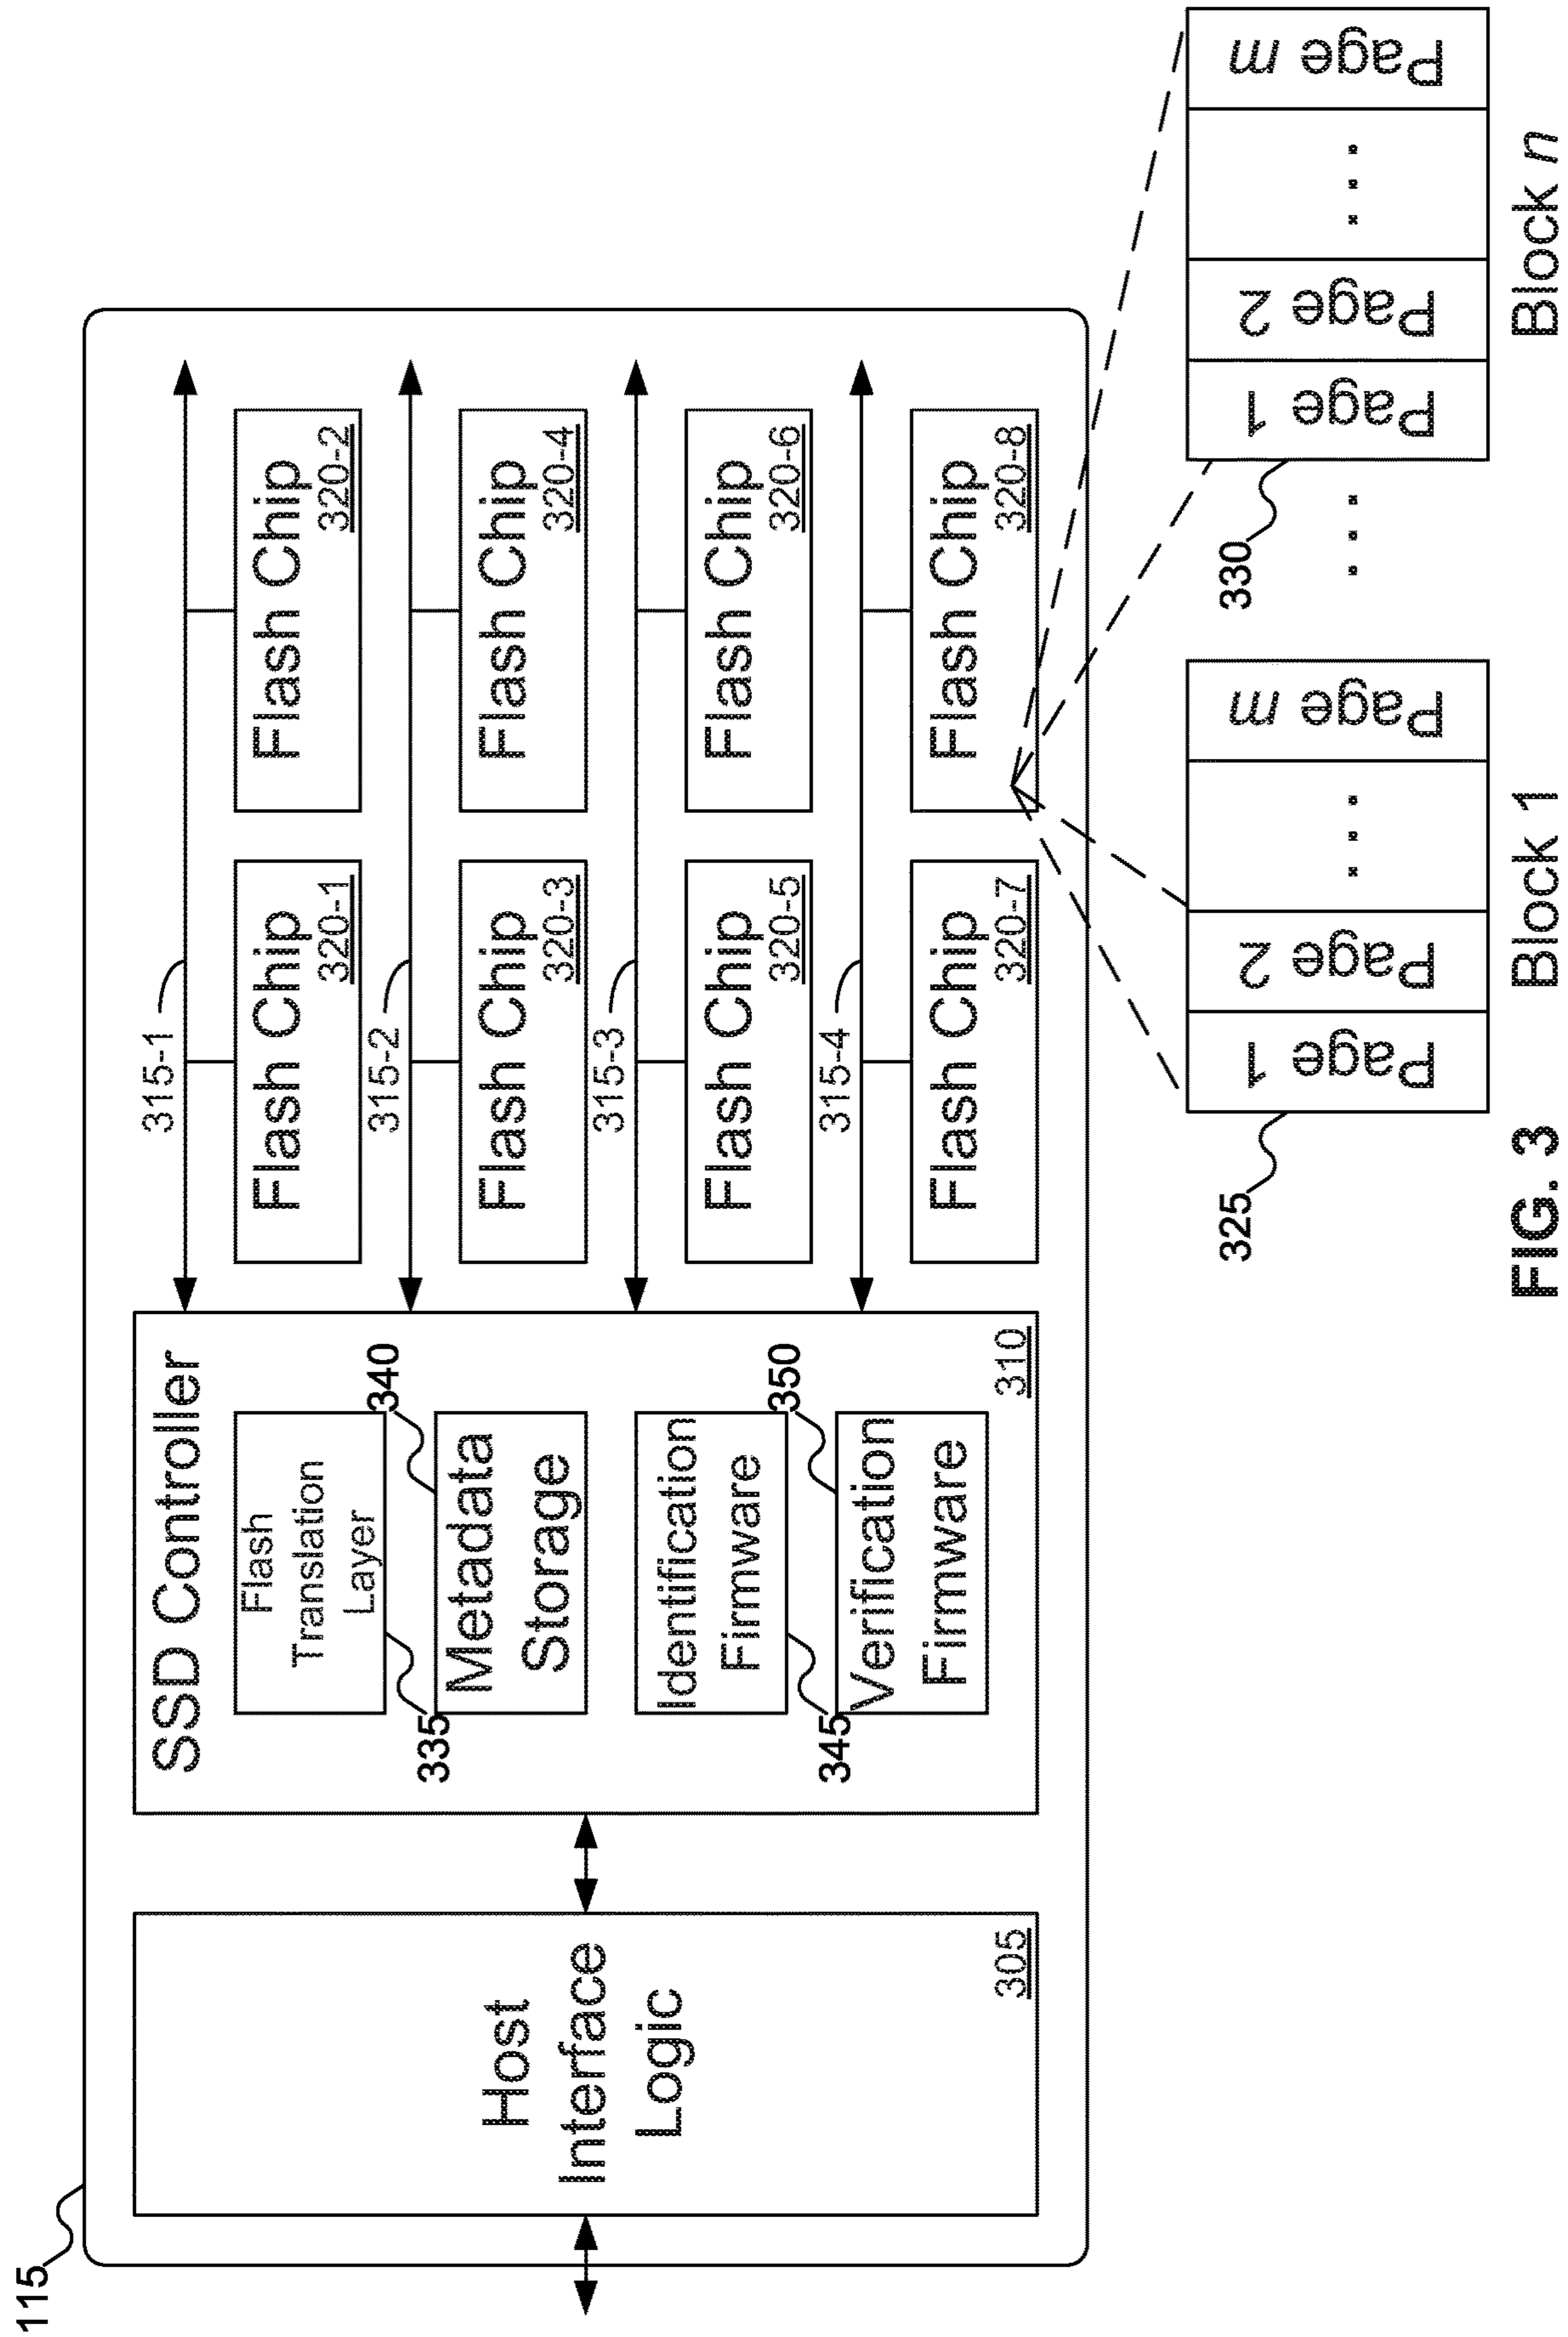 115
Host
Interface
Logic
305
SSD Controller
Flash
Translation
Layer
335
340
Metadata
Storage
Identification
Firmware
345
350
Verification
Firmware
310
315-1
Flash Chip
320-1
Flash Chip
320-2
315-2
Flash Chip
320-3
Flash Chip
320-4
315-3
Flash Chip
320-5
Flash Chip
320-6
315-4
Flash Chip
320-7
Flash Chip
320-8
325
Page 1
Page 2
...
Page m
Block 1
...
330
Page 1
Page 2
...
Page m
Block n
FIG. 3